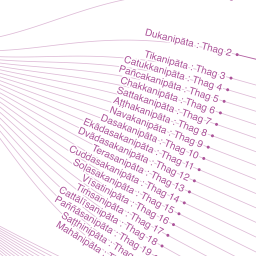 Dukanipāta : Thag 2
Tikanipāta : Thag 3
Catukkanipāta : Thag 4
Pañcakanipāta : Thag 5
Chakkanipāta : Thag 6
Sattakanipāta : Thag 7
Aṭṭhakanipāta : Thag 8
Navakanipāta : Thag 9
Dasakanipāta : Thag 10
Ekādasakanipāta : Thag 11
Dvādasakanipāta : Thag 12
Terasanipāta : Thag 13
Cuddasakanipāta : Thag 14
Soḷasakanipāta : Thag 15
Vīsatinipāta : Thag 16
Tiṃsanipāta : Thag 17
Cattālīsanipāta : Thag 18
Paññāsanipāta : Thag 19
Saṭṭhinipāta : Thag
Mahānipāta :